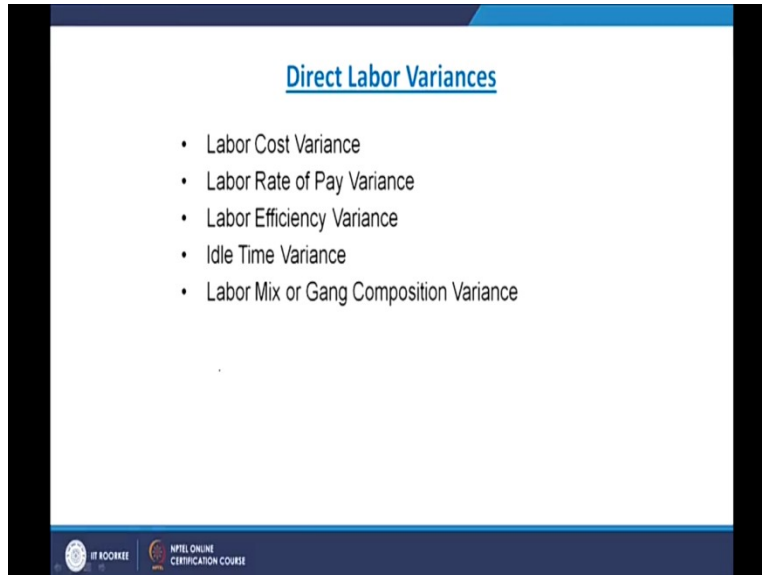 Direct Labor Variances
• Labor Cost Variance
• Labor Rate of Pay Variance
• Labor Efficiency Variance
• Idle Time Variance
• Labor Mix or Gang Composition Variance
IIT ROORKEE
NPTEL ONLINE
CERTIFICATION COURSE